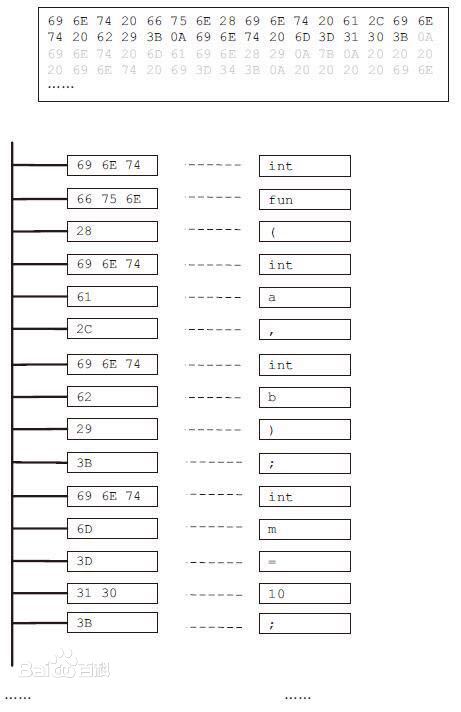 69 6E 74 20 66 75 6E 28 69 6E 74 20 61 2C 69 6E
74 20 62 29 3B 0A 69 6E 74 20 6D 3D 31 30 3B 0A
69 6E 74 20 6D 61 69 6E 28 29 0A 7B 0A 20 20 20
20 69 6E 74 20 69 3D 34 3B 0A 20 20 20 20 69 6E
……
69 6E 74 int
66 75 6E fun
28 (
69 6E 74 int
61 a
2C ,
69 6E 74 int
62 b
29 )
3B ;
69 6E 74 int
6D m
3D =
31 30 10
3B ;
Bai百科
…… ……